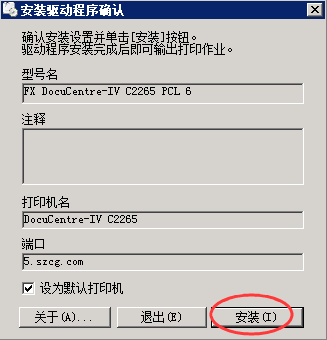 安装驱动程序确认
确认安装设置并单击[安装]按钮。
驱动程序安装完成后即可输出打印作业。
型号名
FX DocuCentre-IV C2265 PCL 6
注释
打印机名
DocuCentre-IV C2265
端口
5.szcg.com
设为默认打印机
关于(A)... 退出(E) 安装(I)